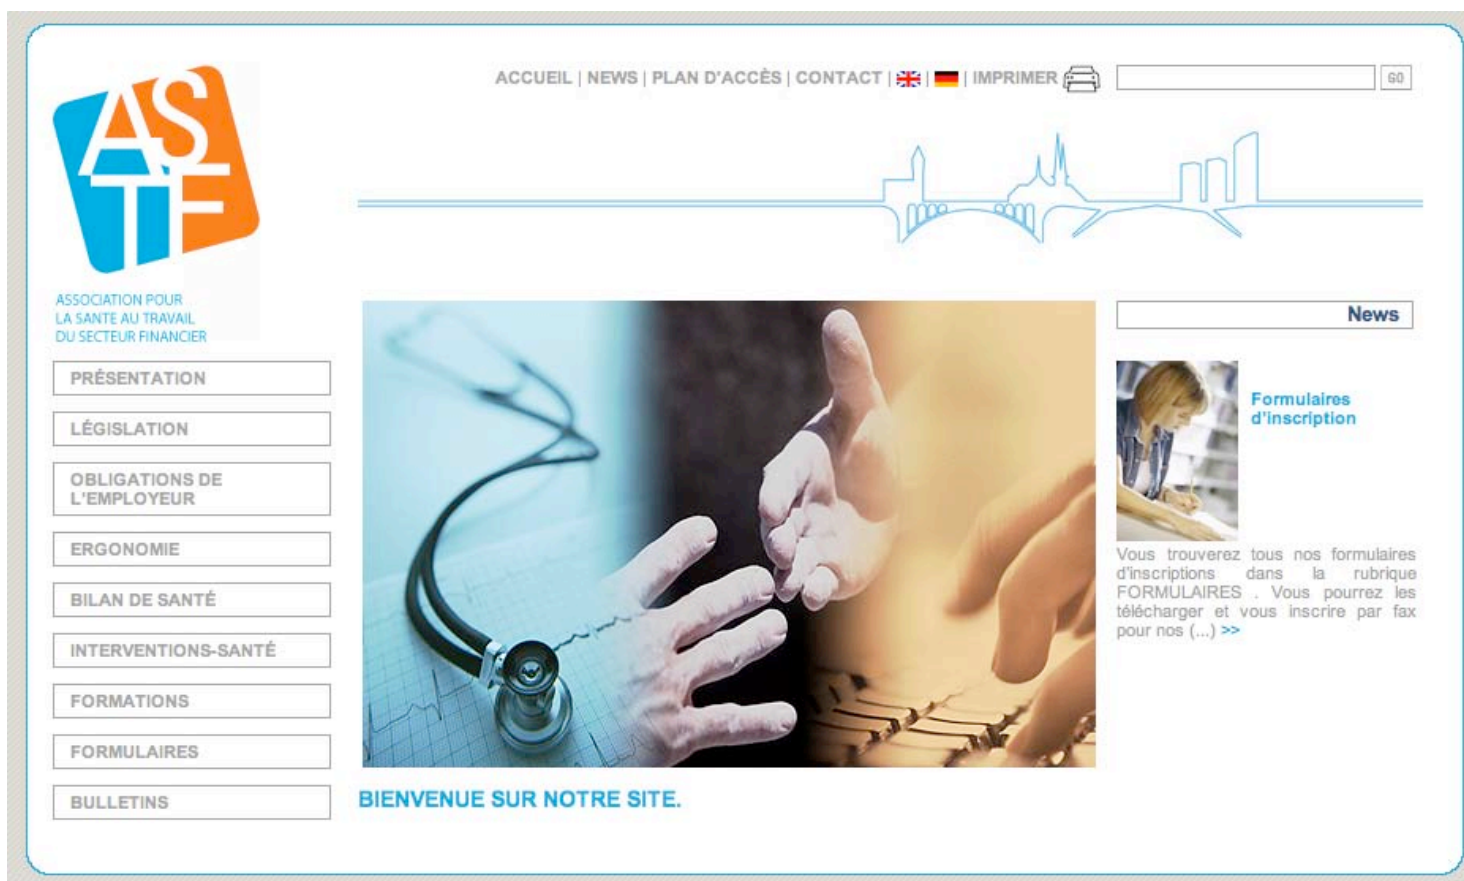 ACCUEIL | NEWS | PLAN D'ACCÈS | CONTACT | | | IMPRIMER
GO
AS
TF
ASSOCIATION POUR
LA SANTE AU TRAVAIL
DU SECTEUR FINANCIER
PRÉSENTATION
LÉGISLATION
OBLIGATIONS DE
L'EMPLOYEUR
ERGONOMIE
BILAN DE SANTÉ
INTERVENTIONS-SANTÉ
FORMATIONS
FORMULAIRES
BULLETINS
BIENVENUE SUR NOTRE SITE.
News
Formulaires
d'inscription
Vous trouverez tous nos formulaires
d'inscriptions dans la rubrique
FORMULAIRES . Vous pourrez les
télécharger et vous inscrire par fax
pour nos (...) >>